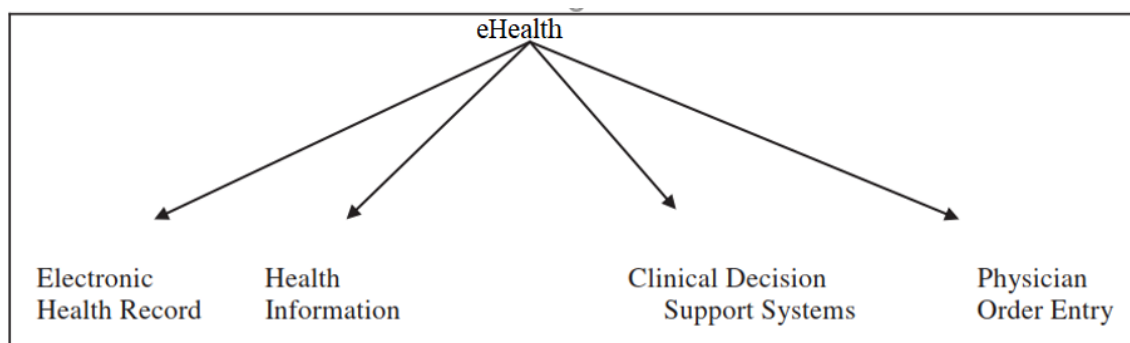 eHealth
Electronic Health Clinical Decision Physician
Health Record Information Support Systems Order Entry